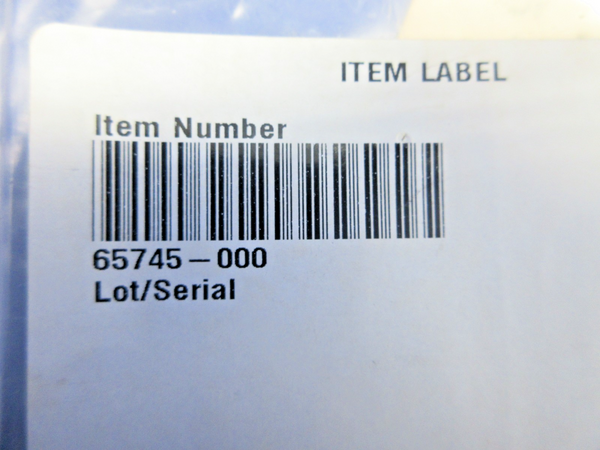 ITEM LABEL
Item Number
65745-000
Lot/Serial